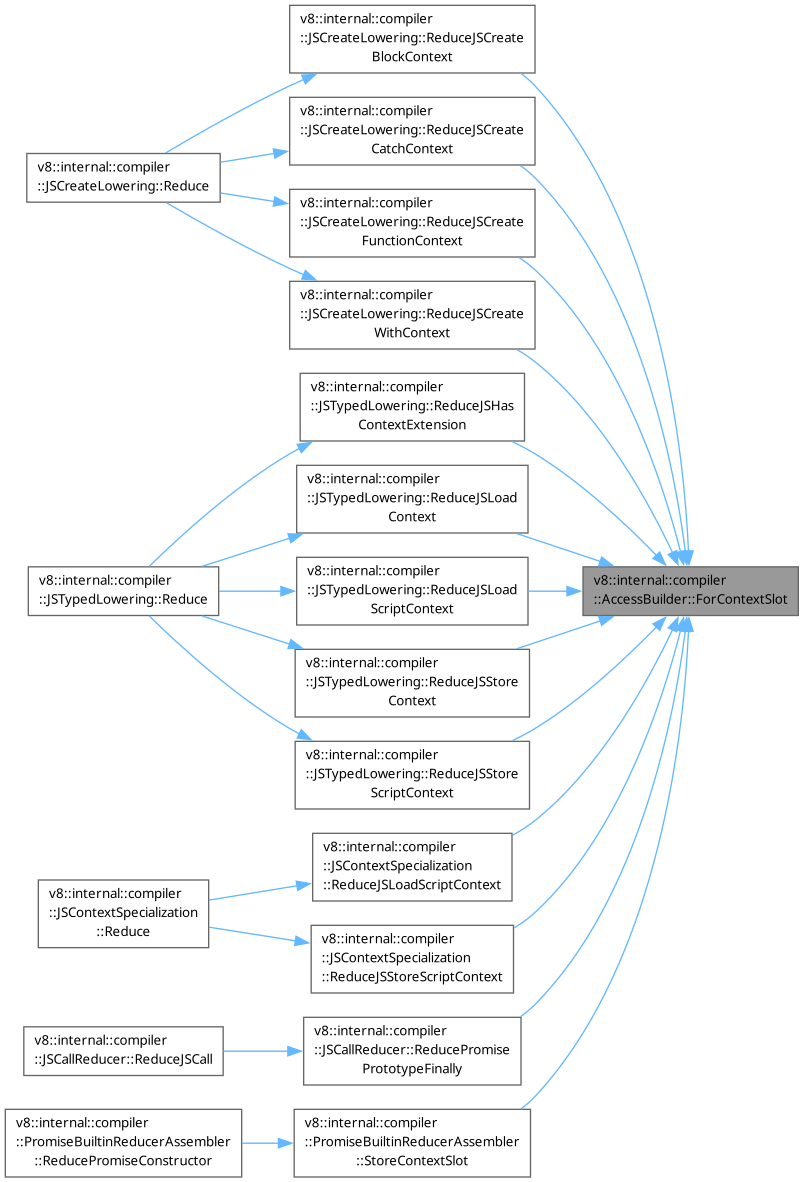 v8::internal::compiler
::JSCreateLowering::ReduceJSCreate
BlockContext
v8::internal::compiler
::JSCreateLowering::ReduceJSCreate
CatchContext
v8::internal::compiler
::JSCreateLowering::Reduce
v8::internal::compiler
::JSCreateLowering::ReduceJSCreate
FunctionContext
v8::internal::compiler
::JSCreateLowering::ReduceJSCreate
WithContext
v8::internal::compiler
::JSTypedLowering::ReduceJSHas
ContextExtension
v8::internal::compiler
::JSTypedLowering::ReduceJSLoad
Context
v8::internal::compiler
::JSTypedLowering::Reduce
v8::internal::compiler
::JSTypedLowering::ReduceJSLoad
ScriptContext
v8::internal::compiler
::AccessBuilder::ForContextSlot
v8::internal::compiler
::JSTypedLowering::ReduceJSStore
Context
v8::internal::compiler
::JSTypedLowering::ReduceJSStore
ScriptContext
v8::internal::compiler
::JSContextSpecialization
::ReduceJSLoadScriptContext
v8::internal::compiler
::JSContextSpecialization
::Reduce
v8::internal::compiler
::JSContextSpecialization
::ReduceJSStoreScriptContext
v8::internal::compiler
::JSCallReducer::ReduceJSCall
v8::internal::compiler
::JSCallReducer::ReducePromise
PrototypeFinally
v8::internal::compiler
::PromiseBuiltinReducerAssembler
::ReducePromiseConstructor
v8::internal::compiler
::PromiseBuiltinReducerAssembler
::StoreContextSlot